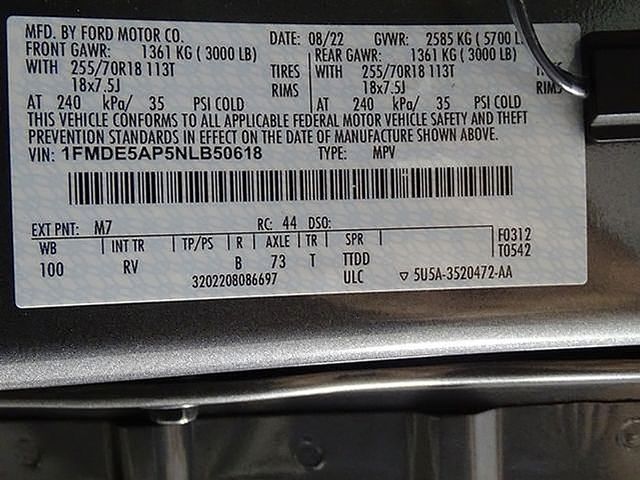 MFD. BY FORD MOTOR CO. DATE: 08/22 GVWR: 2585 KG ( 5700 LB
FRONT GAWR: 1361 KG ( 3000 LB) REAR GAWR: 1361 KG ( 3000 LB)
WITH 255/70R18 113T TIRES WITH 255/70R18 113T TIRES
18x7.5J RIMS 18x7.5J RIMS
AT 240 kPa/ 35 PSI COLD AT 240 kPa/ 35 PSI COLD
THIS VEHICLE CONFORMS TO ALL APPLICABLE FEDERAL MOTOR VEHICLE SAFETY AND THEFT
PREVENTION STANDARDS IN EFFECT ON THE DATE OF MANUFACTURE SHOWN ABOVE.
VIN: 1FMDE5AP5NLB50618 TYPE: MPV
EXT PNT: M7 RC: 44 DSO: F0312
WB INT TR TP/PS R AXLE TR SPR T0542
100 RV B 73 T TTDD
3202208086697 ULC ▽ 5U5A-3520472-AA